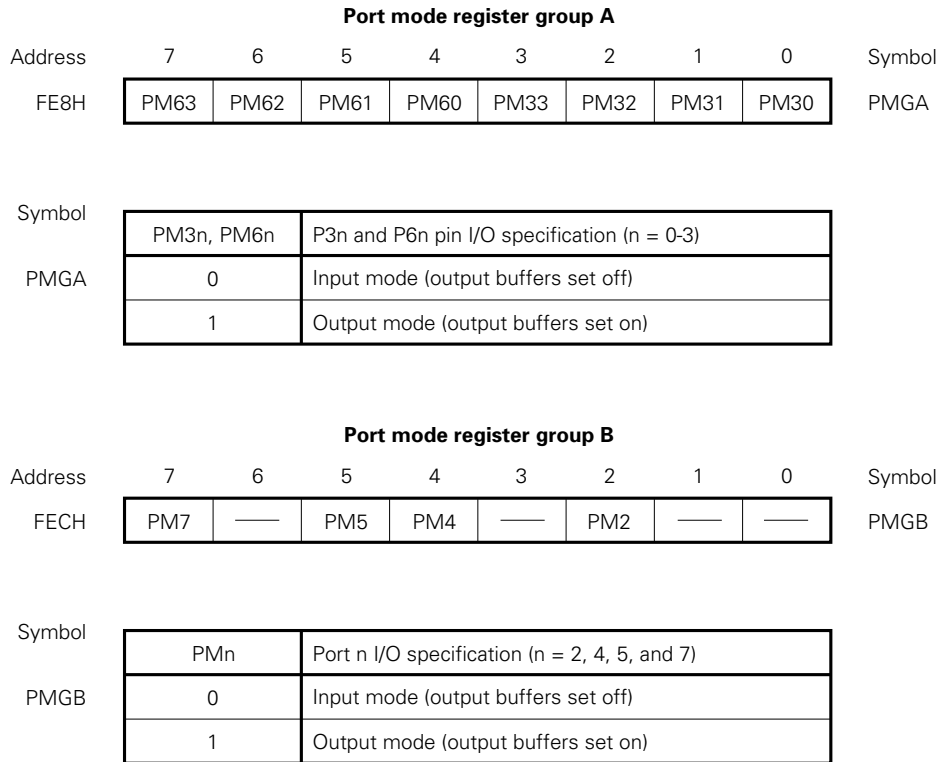 Port mode register group A
Address 7 6 5 4 3 2 1 0 Symbol
FE8H PM63 PM62 PM61 PM60 PM33 PM32 PM31 PM30 PMGA
Symbol
PM3n, PM6n P3n and P6n pin I/O specification (n = 0-3)
PMGA 0 Input mode (output buffers set off)
1 Output mode (output buffers set on)
Port mode register group B
Address 7 6 5 4 3 2 1 0 Symbol
FECH PM7 — PM5 PM4 — PM2 — — PMGB
Symbol
PMn Port n I/O specification (n = 2, 4, 5, and 7)
PMGB 0 Input mode (output buffers set off)
1 Output mode (output buffers set on)